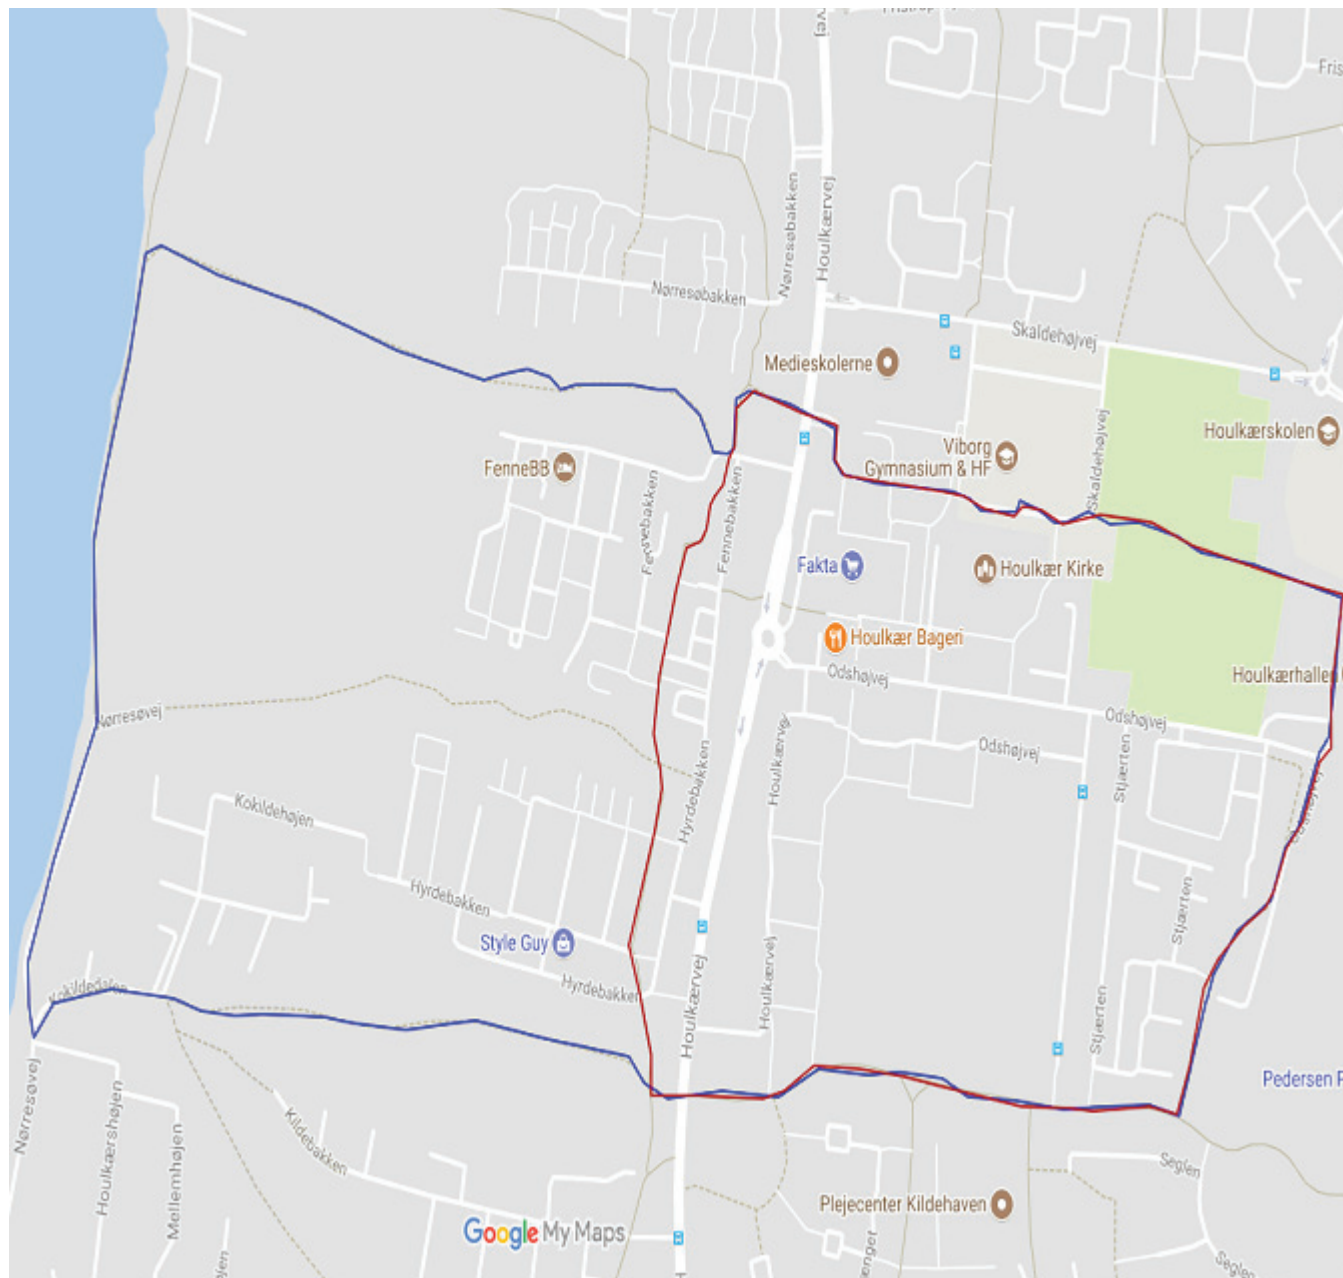 Houlkærvej
Nørresøbakken
Nørresøbakken
Skaldehøjvej
Medieskolerne
Skaldehøjvej
Houlkærskolen
Viborg
Gymnasium & HF
FenneBB
Fennebakken
Fennebakken
Fakta
Houlkær Kirke
Houlkær Bageri
Odshøjvej
Houlkærhallen
Nørresøvej
Odshøjvej
Odshøjvej
Stjærten
Houlkærvej
Hyrdebakken
Kokildehøjen
Odshøjvej
Hyrdebakken
Stjærten
Style Guy
Houlkærvej
Hyrdebakken
Kokildedalen
Houlkærvej
Stjærten
Pedersen P
Nørresøvej
Houlkærshøjen
Kildebakken
Mellemhøjen
Seglen
Plejecenter Kildehaven
Google My Maps
Seglen